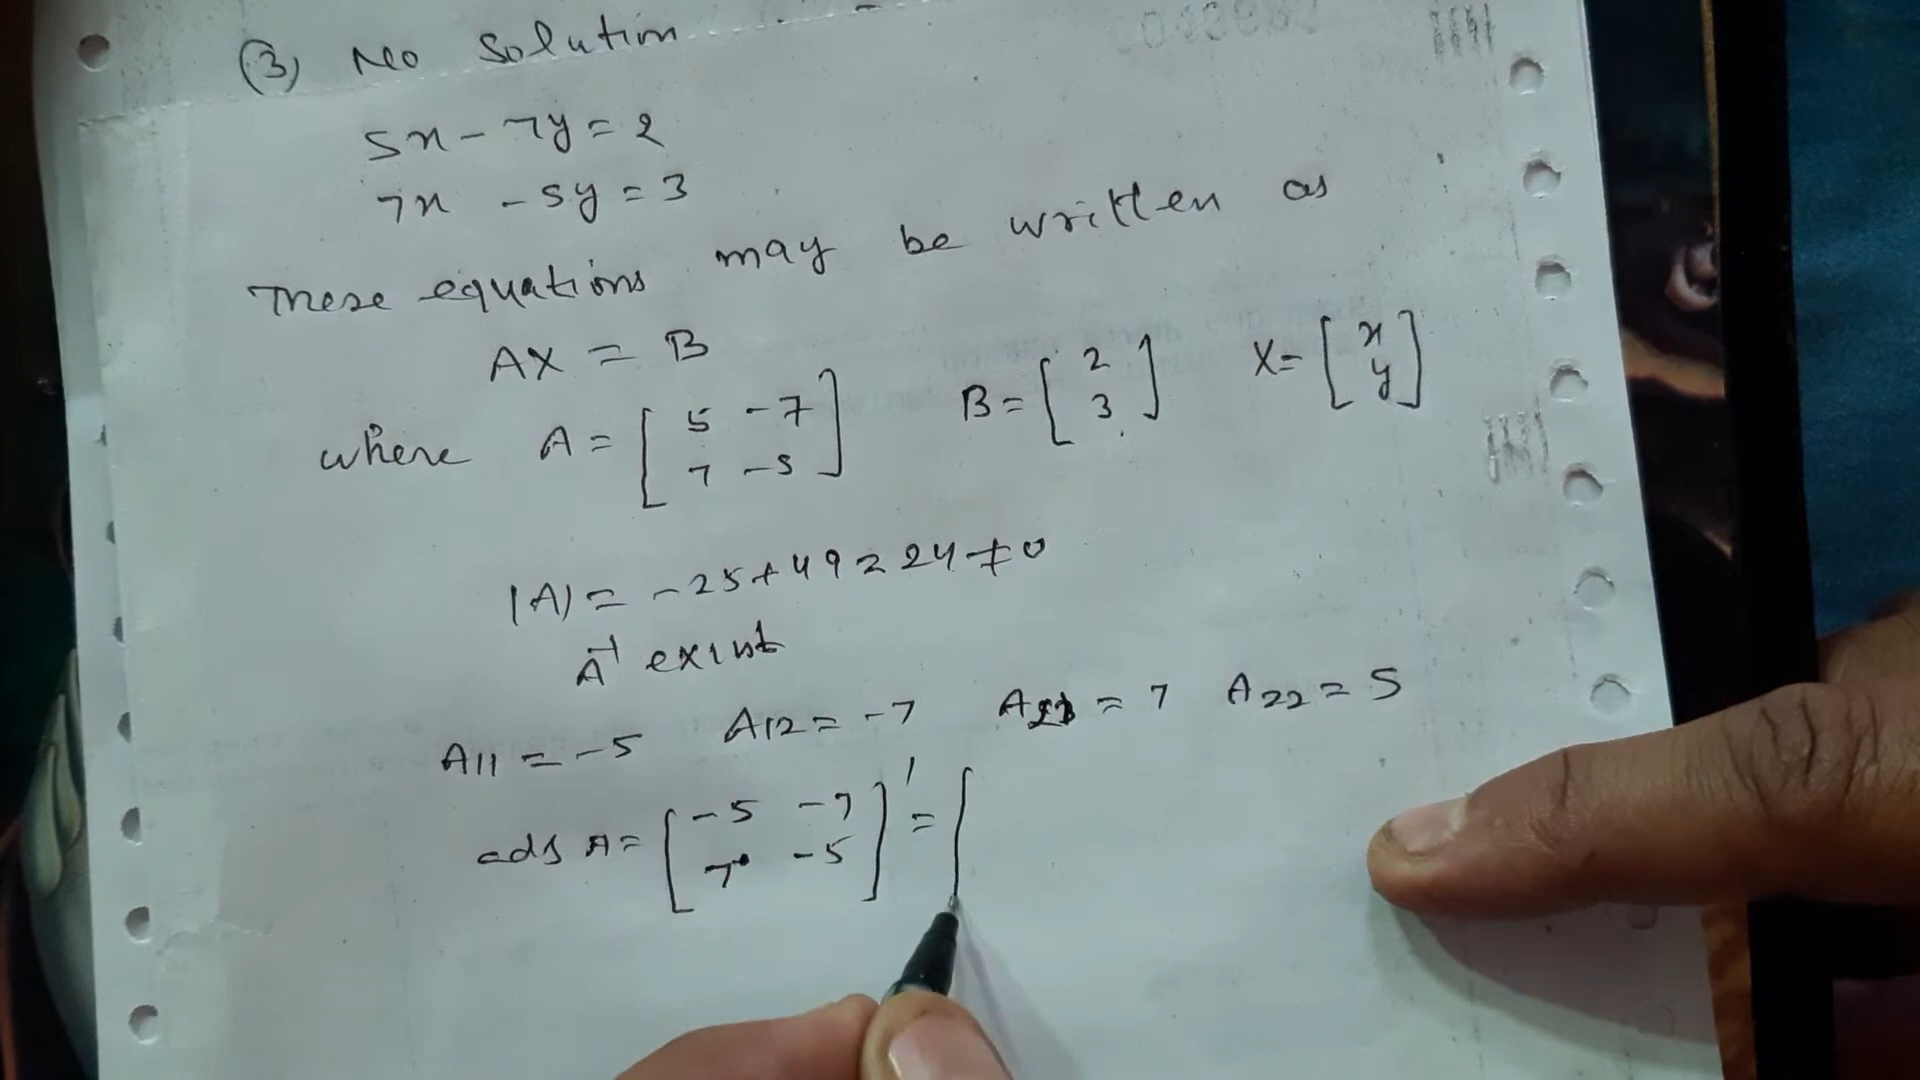 (3) No solution
5x - 7y = 2
7x - 5y = 3
These equations may be written as
AX = B
where A = [ 5 -7 7 -5 ] B = [ 2 3 ] X = [ x y ]
|A| = -25 + 49 = 24 ≠ 0
A⁻¹ exist
A11 = -5 A12 = -7 A21 = 7 A22 = 5
adj A = [ -5 -7 7 -5 ]' = [